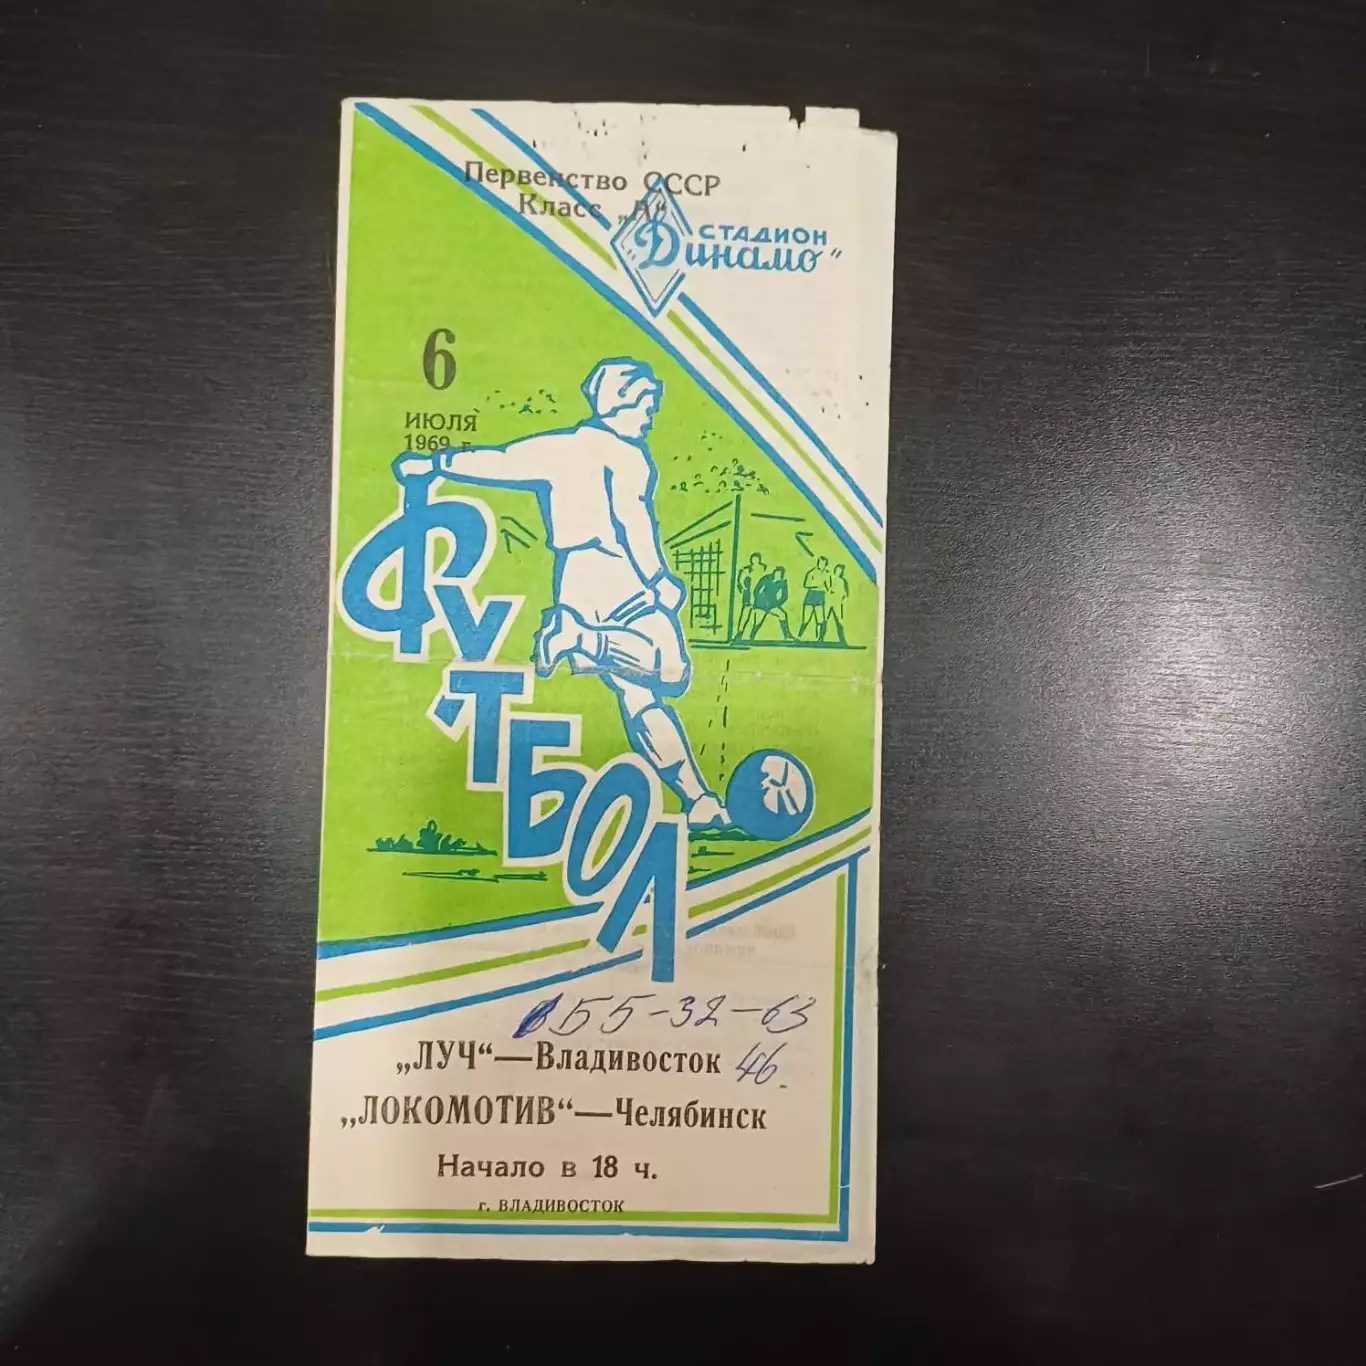 Первенство СССР
Класс „А“
СТАДИОН
„Динамо“
6
ИЮЛЯ
1969 г.
ФУТБОЛ
55-32-63
„ЛУЧ“—Владивосток 46
„ЛОКОМОТИВ“—Челябинск
Начало в 18 ч.
г. ВЛАДИВОСТОК